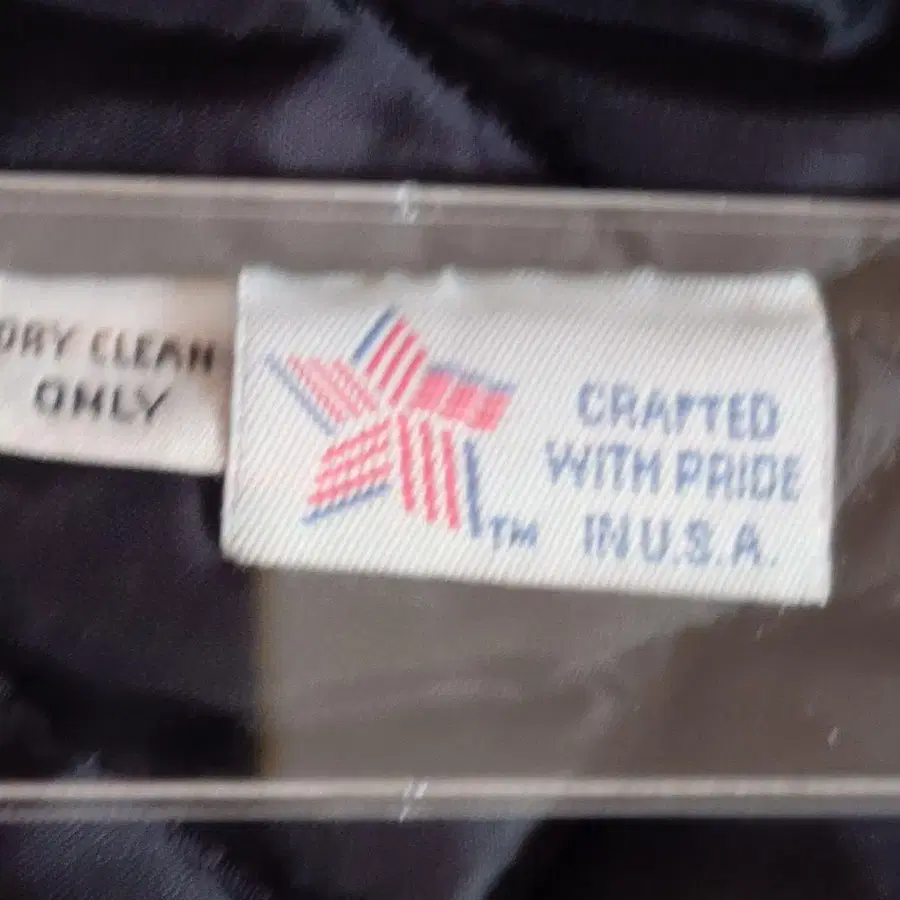 DRY CLEAN
ONLY
CRAFTED
WITH PRIDE
IN U.S.A.
TM